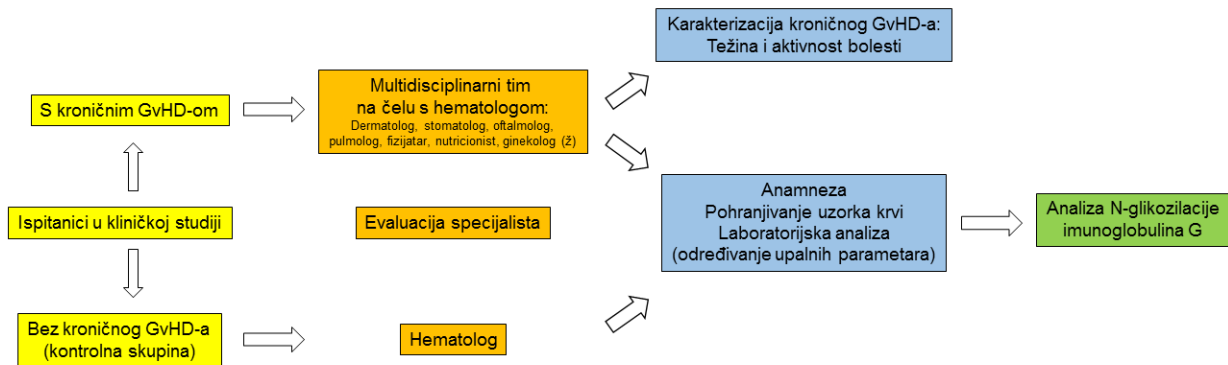 Karakterizacija kroničnog GvHD-a:
Težina i aktivnost bolesti
S kroničnim GvHD-om
Multidisciplinarni tim
na čelu s hematologom:
Dermatolog, stomatolog, oftalmolog,
pulmolog, fizijatar, nutricionist, ginekolog (ž)
Ispitanici u kliničkoj studiji
Evaluacija specijalista
Anamneza
Pohranjivanje uzorka krvi
Laboratorijska analiza
(određivanje upalnih parametara)
Analiza N-glikozilacije
imunoglobulina G
Bez kroničnog GvHD-a
(kontrolna skupina)
Hematolog